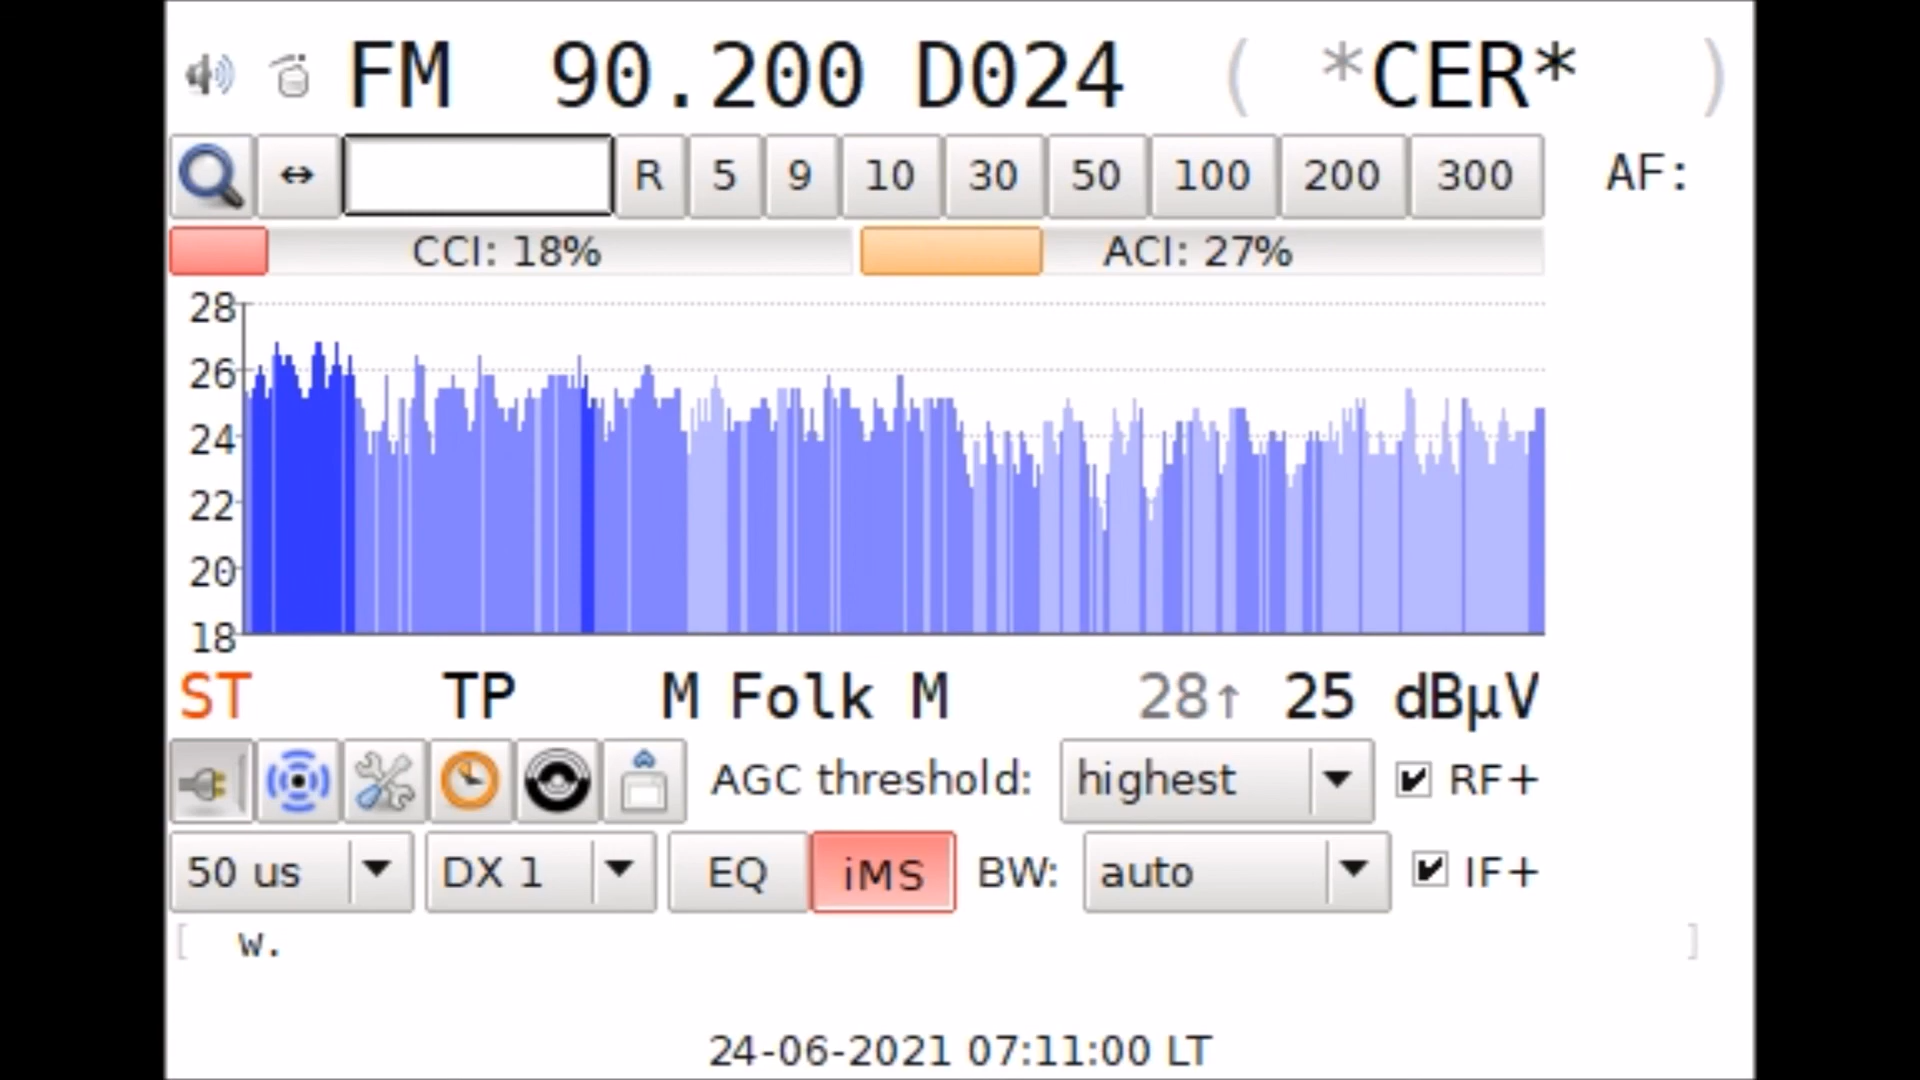 FM 90.200 D024 ( *CER* )
↔ R 5 9 10 30 50 100 200 300 AF:
CCI: 18% ACI: 27%
28
26
24
22
20
18
ST TP M Folk M 28↑ 25 dBµV
AGC threshold: highest RF+
50 us DX 1 EQ iMS BW: auto IF+
[ w. ]
24-06-2021 07:11:00 LT